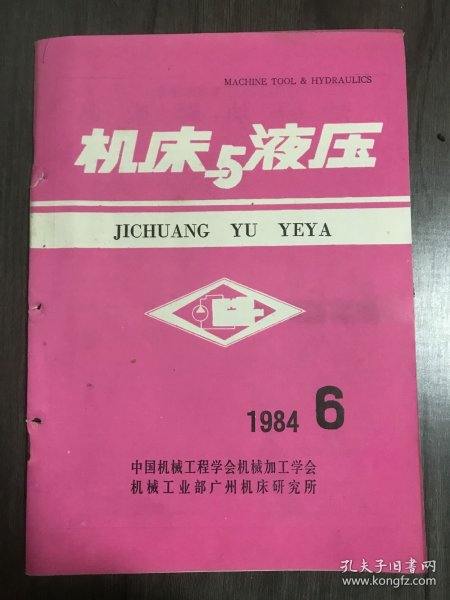 MACHINE TOOL & HYDRAULICS
机床与液压
JICHUANG YU YEYA
1984 6
中国机械工程学会机械加工学会
机械工业部广州机床研究所
孔夫子旧书网
www.kongfz.com